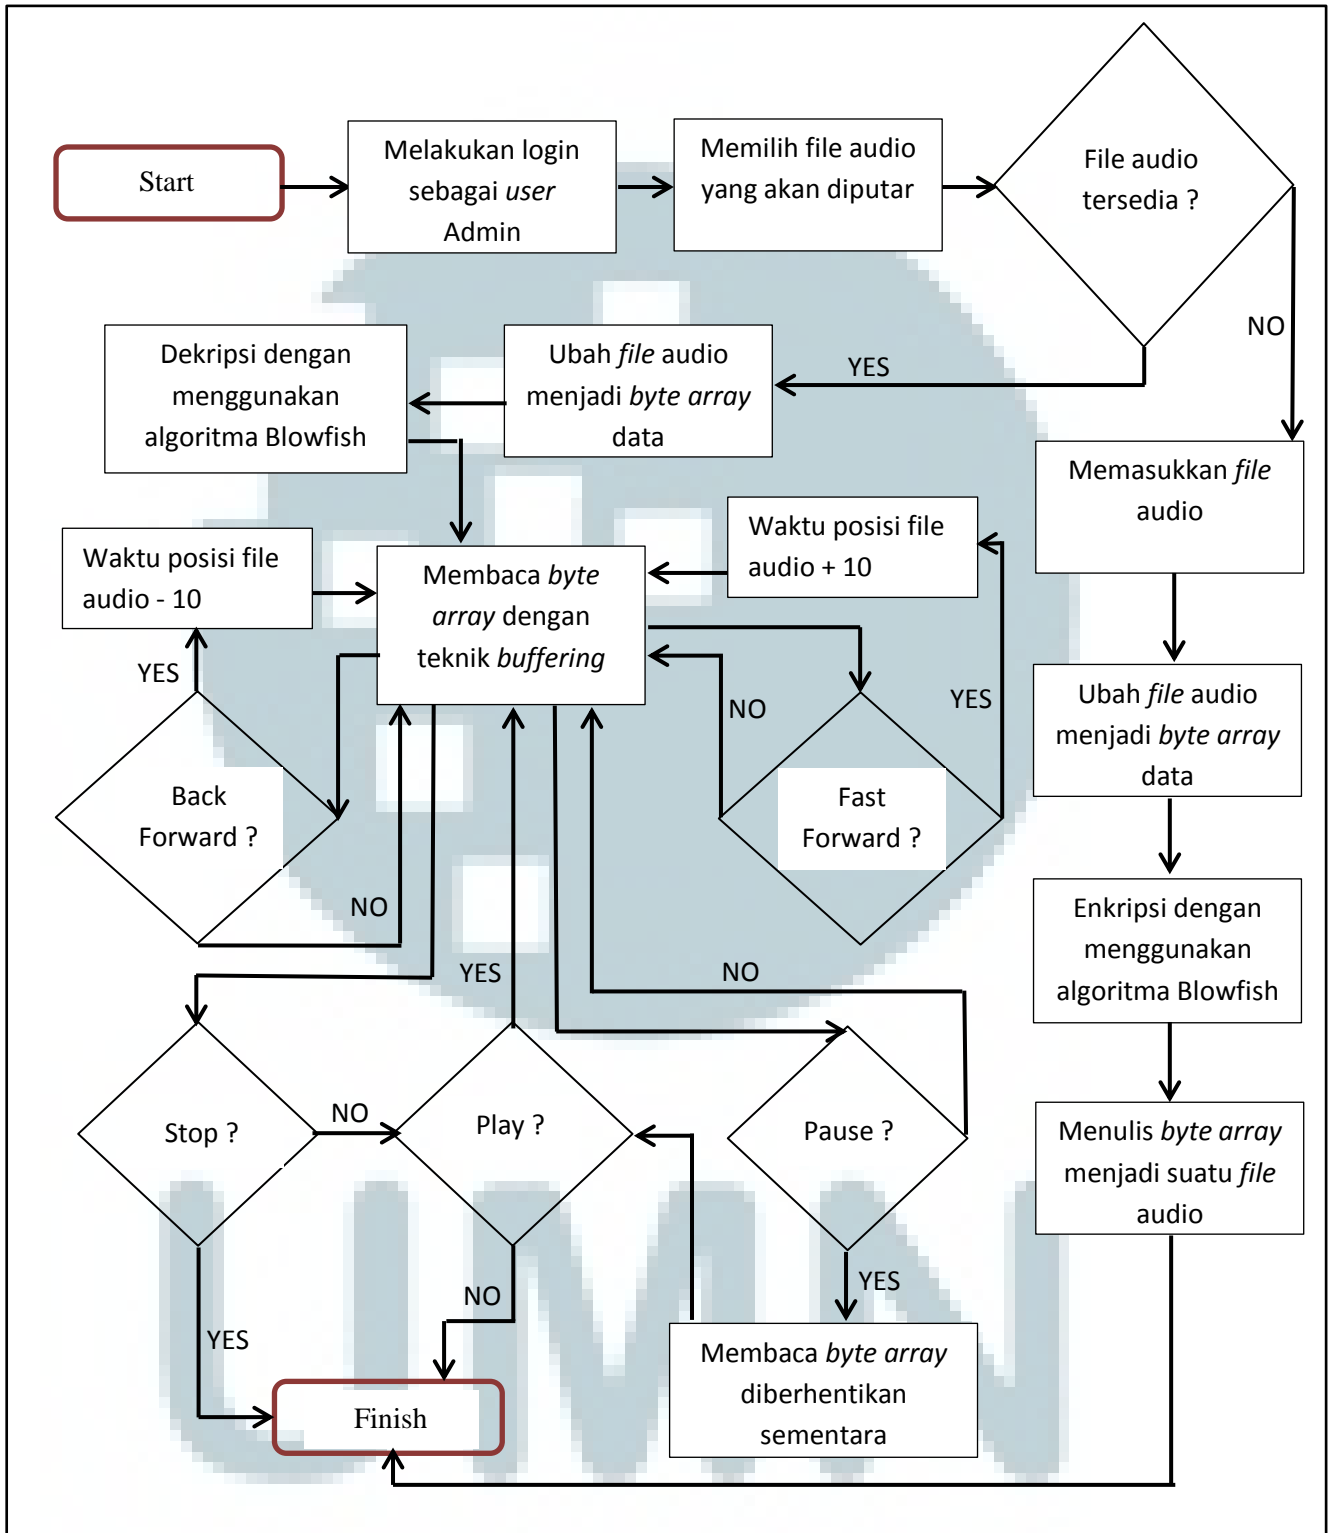 Start
Melakukan login
sebagai user
Admin
Memilih file audio
yang akan diputar
File audio
tersedia ?
NO
YES
Ubah file audio
menjadi byte array
data
Dekripsi dengan
menggunakan
algoritma Blowfish
Memasukkan file
audio
Waktu posisi file
audio + 10
Waktu posisi file
audio - 10
Membaca byte
array dengan
teknik buffering
YES
NO
YES
Ubah file audio
menjadi byte array
data
Back
Forward ?
Fast
Forward ?
NO
Enkripsi dengan
menggunakan
algoritma Blowfish
YES
NO
Stop ?
NO
Play ?
Pause ?
Menulis byte array
menjadi suatu file
audio
YES
NO
YES
Membaca byte array
diberhentikan
sementara
Finish
UMN